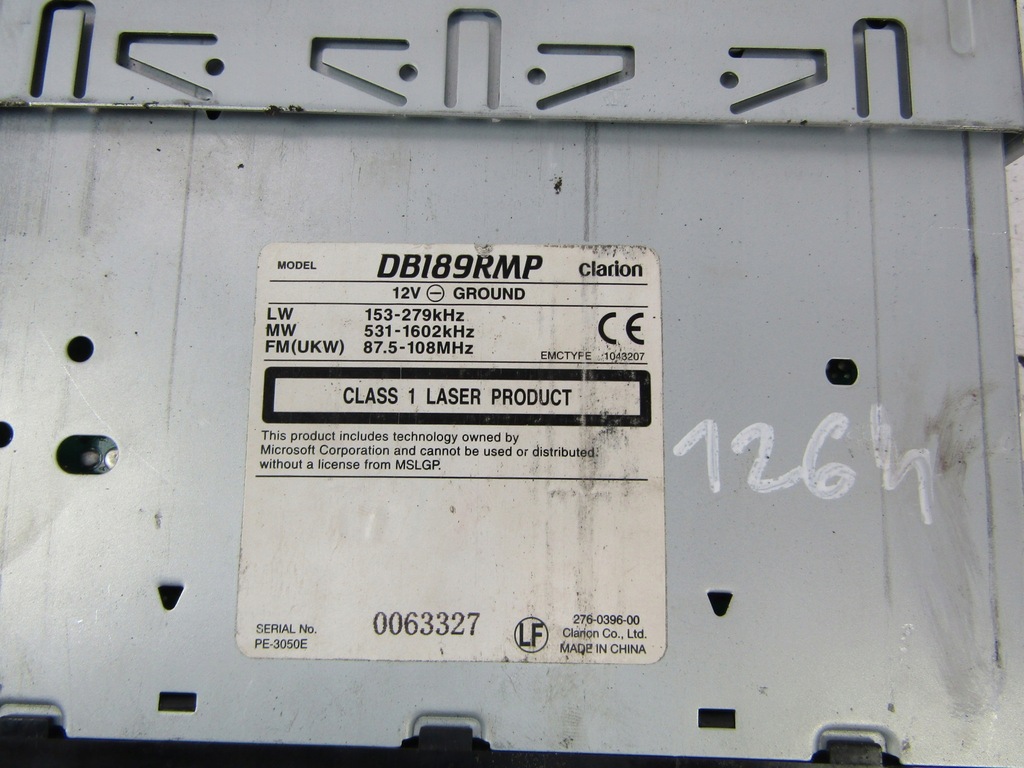 MODEL DB189RMP clarion
12V ⊖ GROUND
LW 153-279kHz
MW 531-1602kHz
FM(UKW) 87.5-108MHz
CE
EMCTYPE 1043207
CLASS 1 LASER PRODUCT
This product includes technology owned by
Microsoft Corporation and cannot be used or distributed
without a license from MSLGP.
1264
SERIAL No. 0063327
PE-3050E
LF
276-0396-00
Clarion Co., Ltd.
MADE IN CHINA